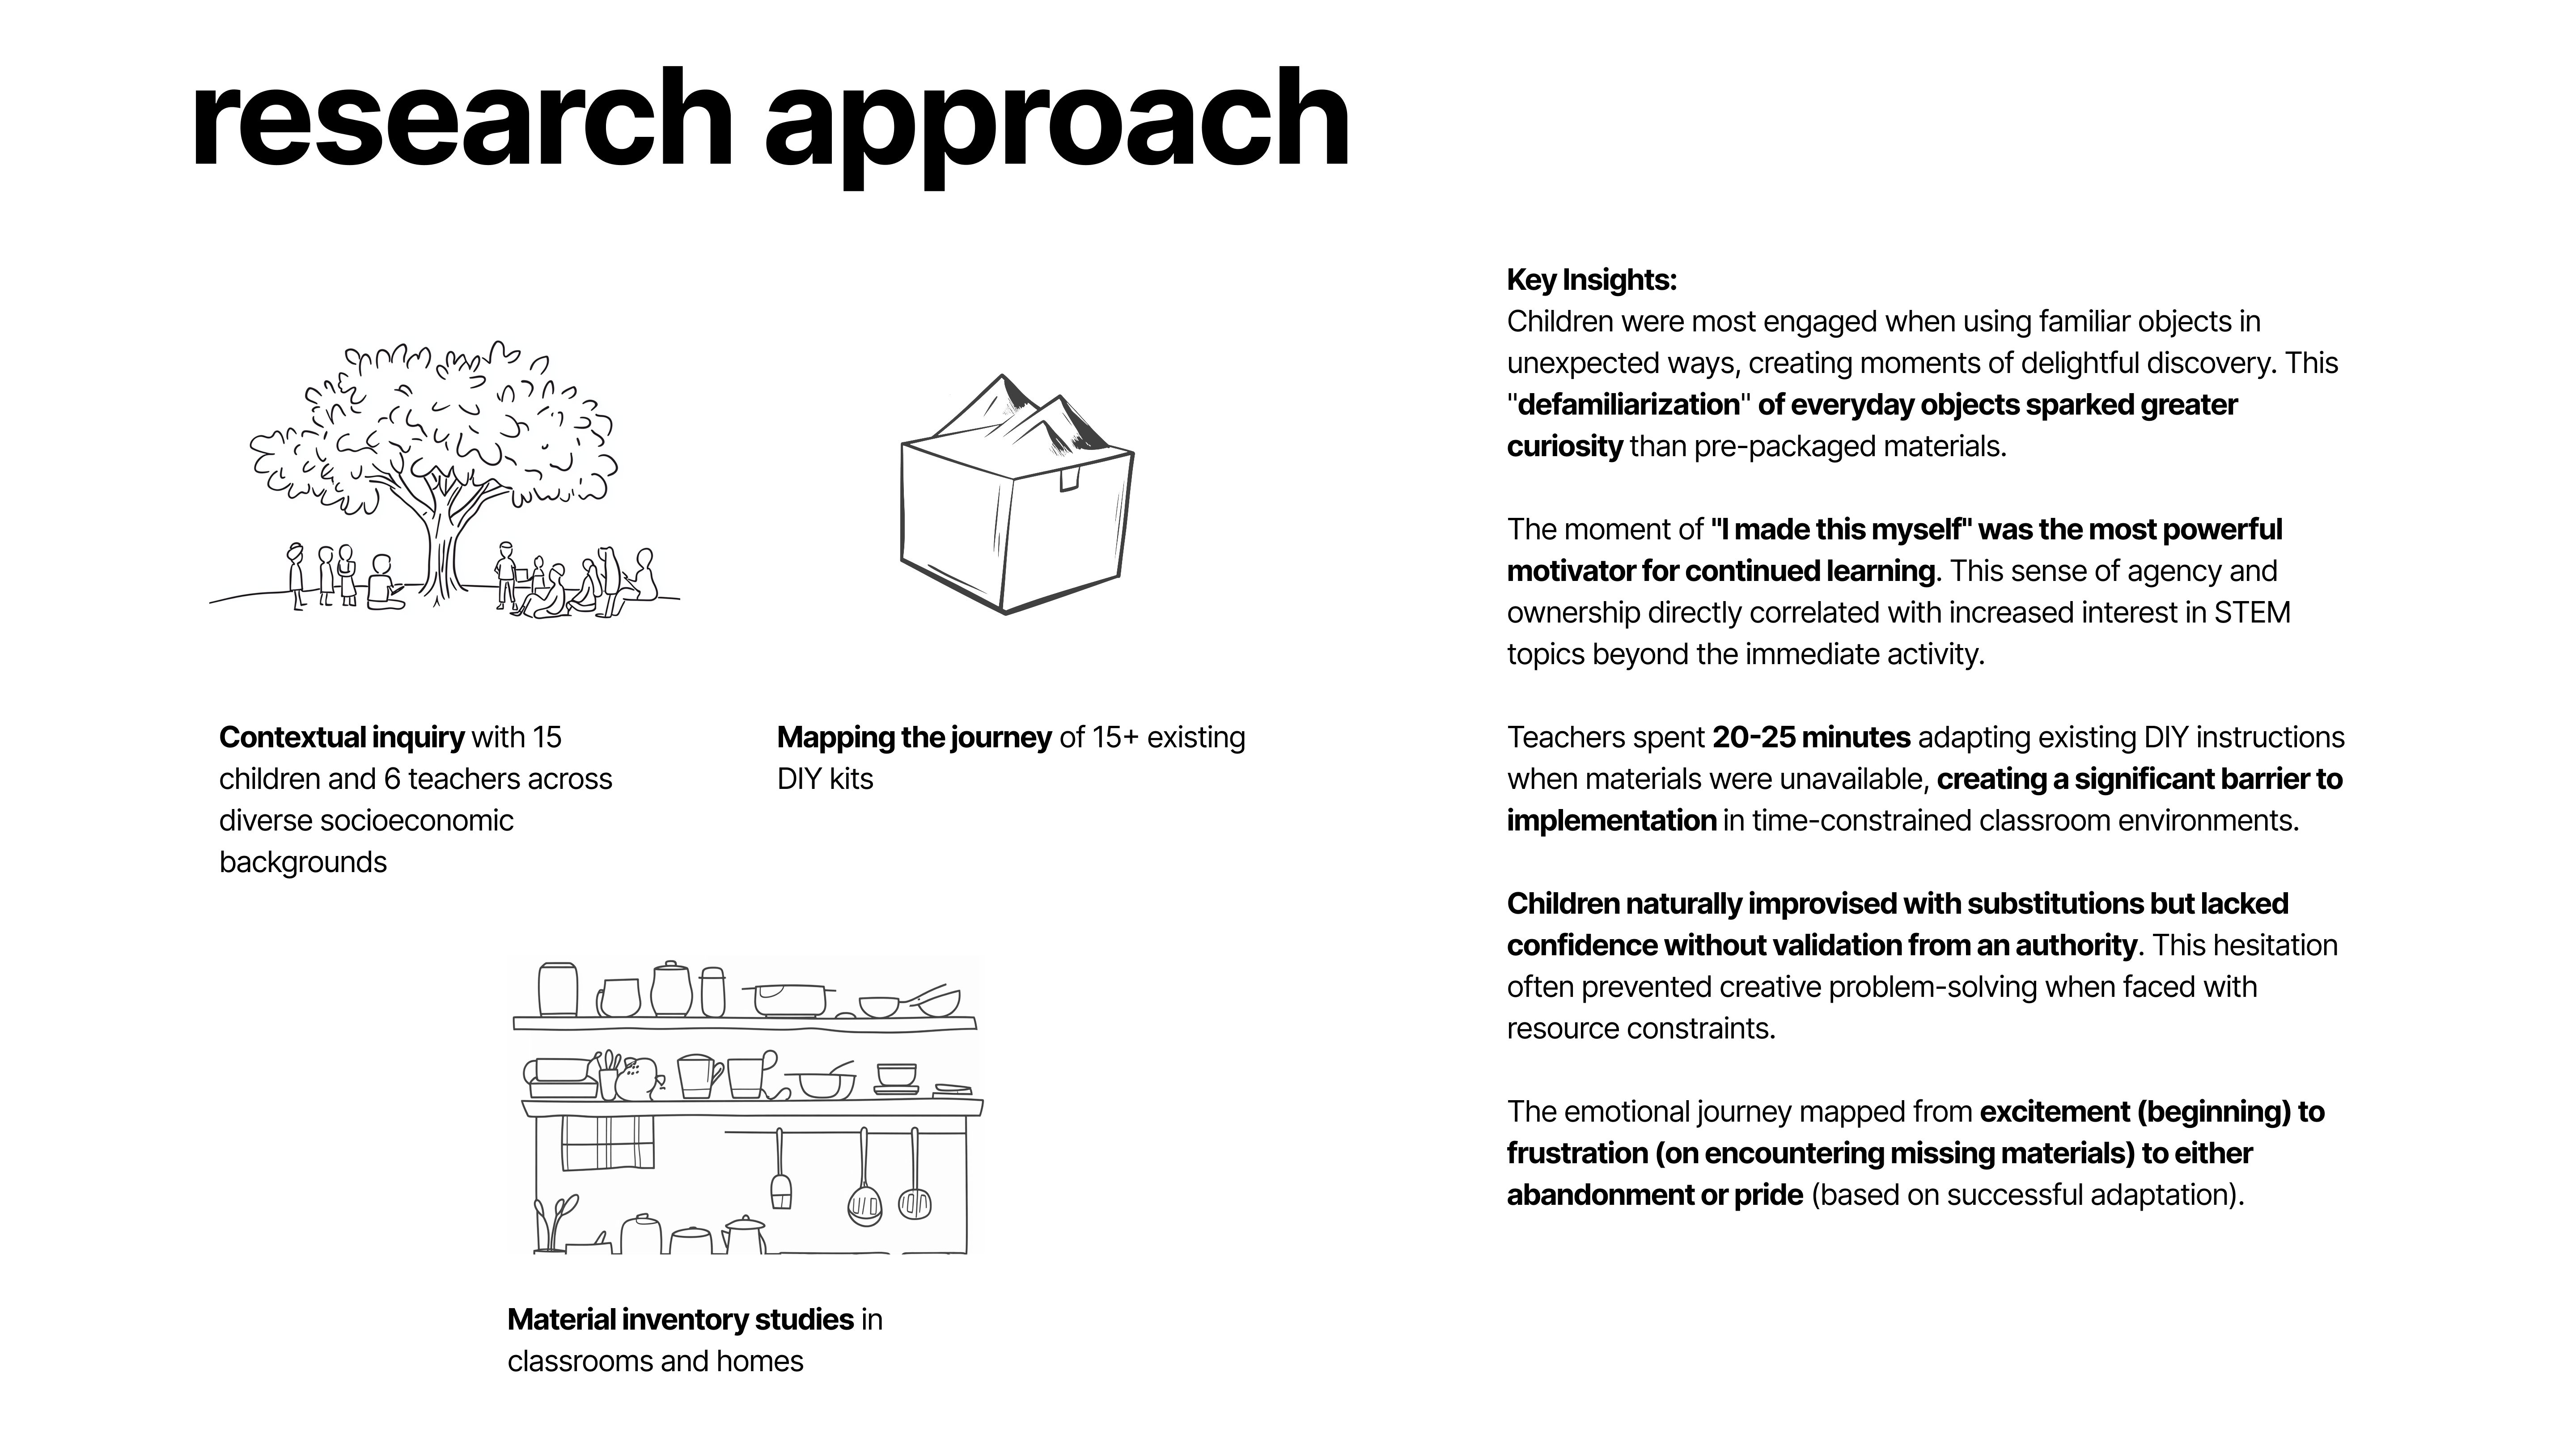 research approach
Contextual inquiry with 15
children and 6 teachers across
diverse socioeconomic
backgrounds
Mapping the journey of 15+ existing
DIY kits
Material inventory studies in
classrooms and homes
Key Insights:
Children were most engaged when using familiar objects in
unexpected ways, creating moments of delightful discovery. This
"defamiliarization" of everyday objects sparked greater
curiosity than pre-packaged materials.
The moment of "I made this myself" was the most powerful
motivator for continued learning. This sense of agency and
ownership directly correlated with increased interest in STEM
topics beyond the immediate activity.
Teachers spent 20-25 minutes adapting existing DIY instructions
when materials were unavailable, creating a significant barrier to
implementation in time-constrained classroom environments.
Children naturally improvised with substitutions but lacked
confidence without validation from an authority. This hesitation
often prevented creative problem-solving when faced with
resource constraints.
The emotional journey mapped from excitement (beginning) to
frustration (on encountering missing materials) to either
abandonment or pride (based on successful adaptation).